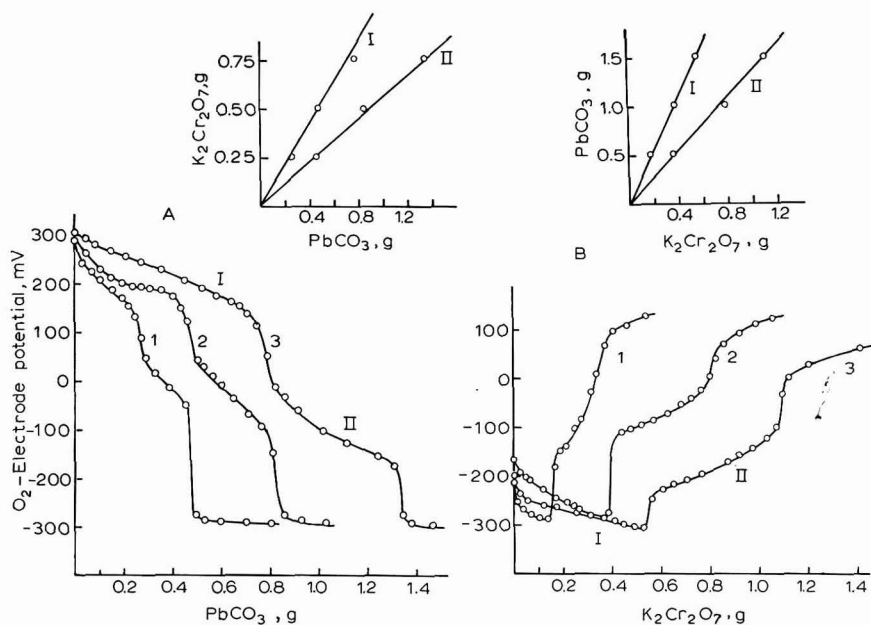 K2Cr2O7,g
0.75
0.50
0.25
I
II
0.4 0.8 1.2
PbCO3, g
PbCO3, g
1.5
1.0
0.5
I
II
0.4 0.8 1.2
K2Cr2O7, g
A
O2-Electrode potential, mV
300
200
100
0
-100
-200
-300
I
1
2
3
II
0.2 0.4 0.6 0.8 1.0 1.2 1.4
PbCO3, g
B
100
0
-100
-200
-300
1
2
3
II
I
0.2 0.4 0.6 0.8 1.0 1.2 1.4
K2Cr2O7, g